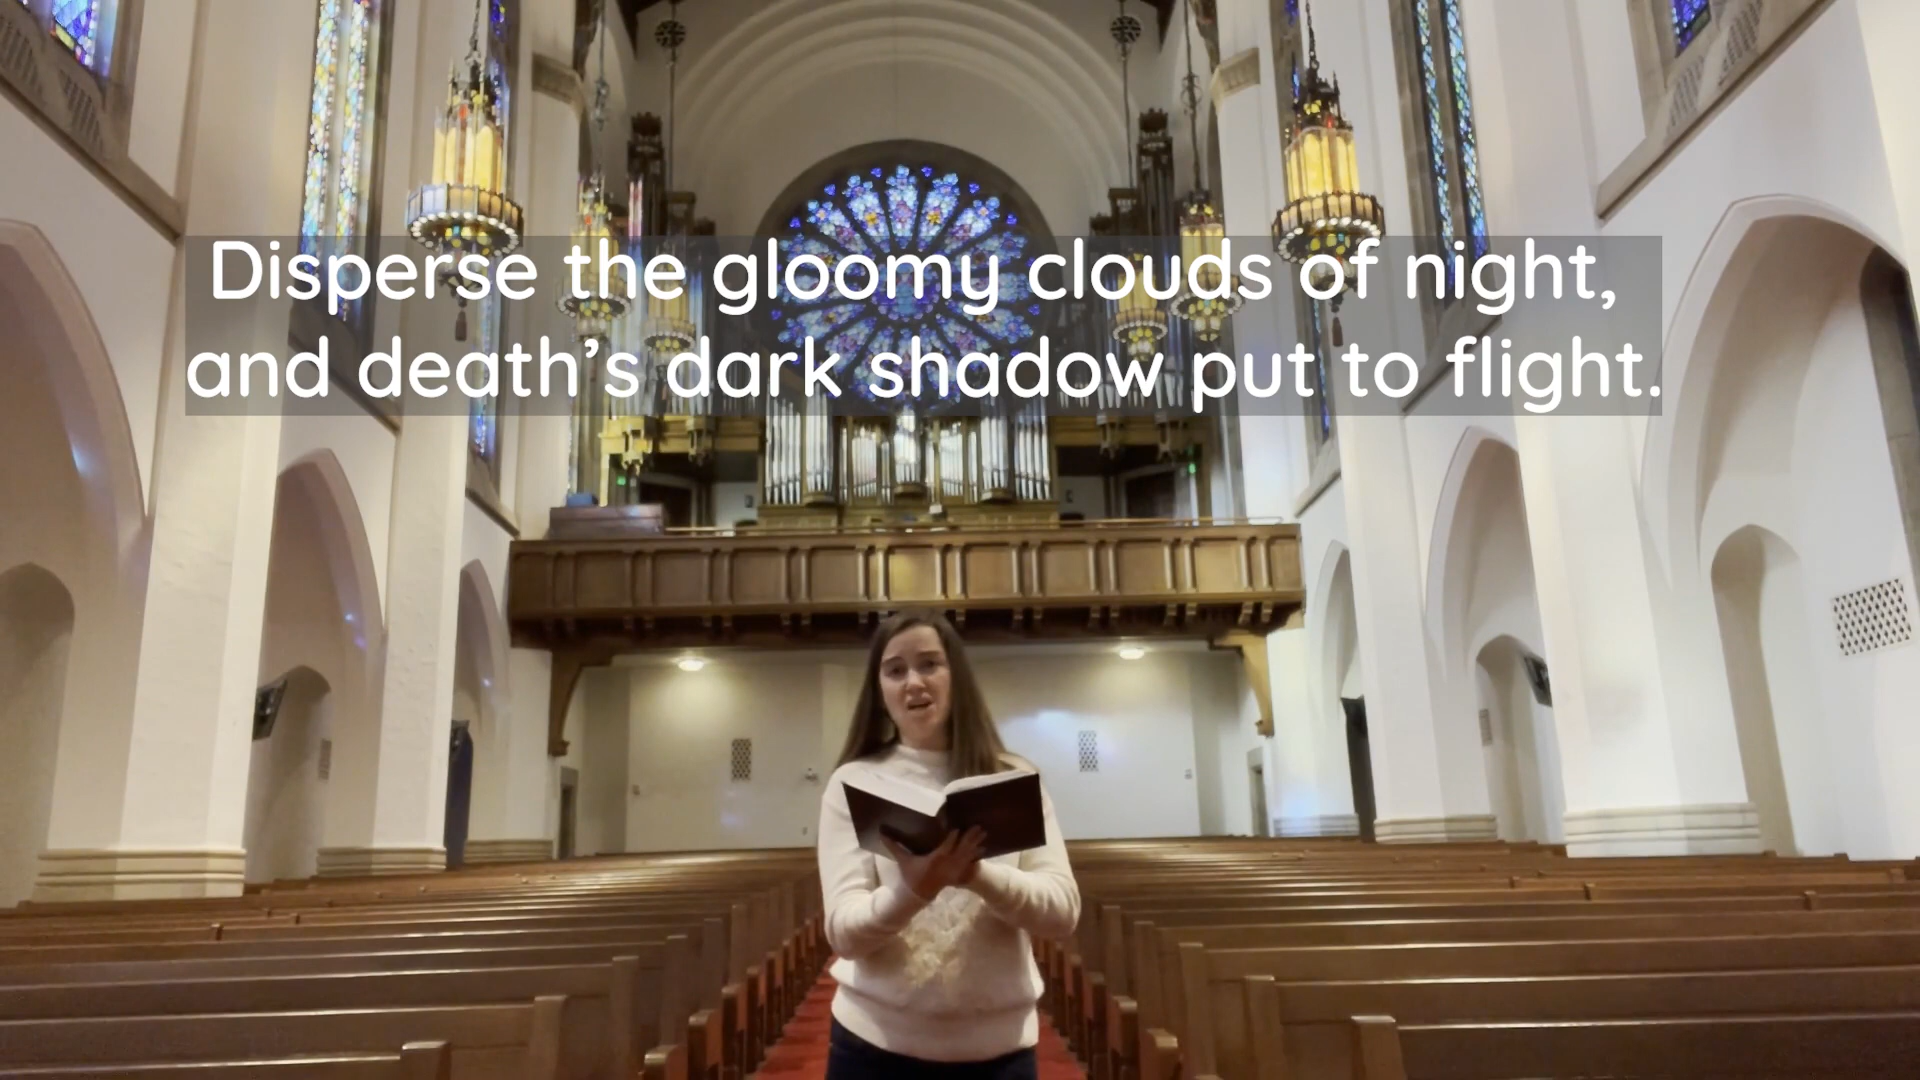 Disperse the gloomy clouds of night,
and death’s dark shadow put to flight.